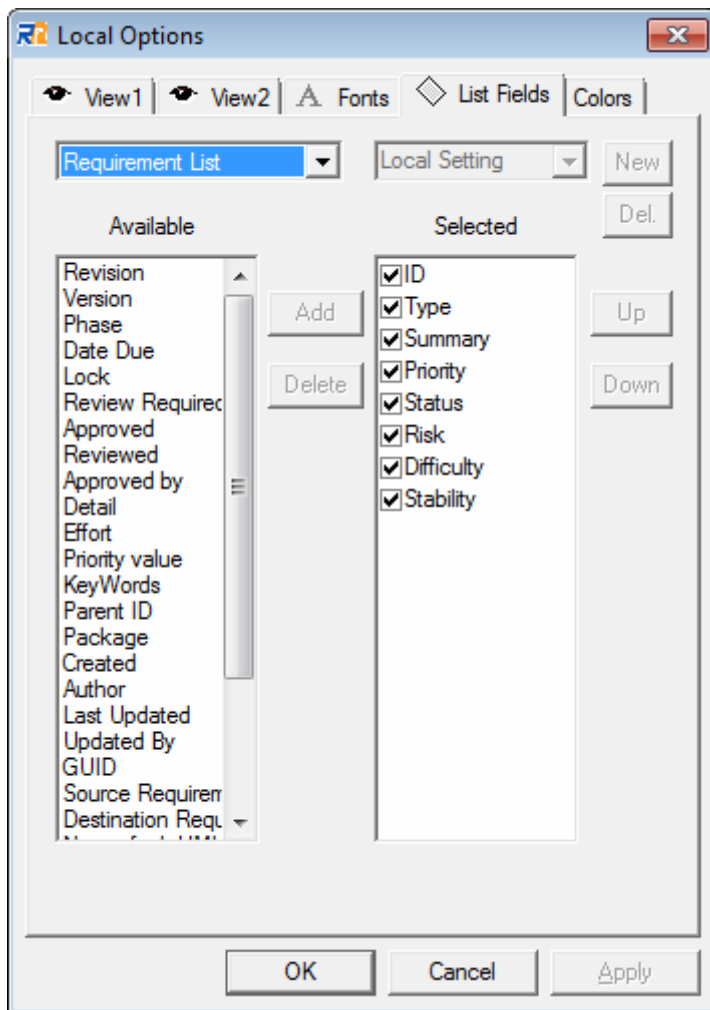 Local Options
View1 View2 A Fonts List Fields Colors
Requirement List Local Setting New
Del.
Available Selected
Revision
Version
Phase
Date Due
Lock
Review Required
Approved
Reviewed
Approved by
Detail
Effort
Priority value
KeyWords
Parent ID
Package
Created
Author
Last Updated
Updated By
GUID
Source Requirem
Destination Requ
Add
Delete
ID
Type
Summary
Priority
Status
Risk
Difficulty
Stability
Up
Down
OK Cancel Apply